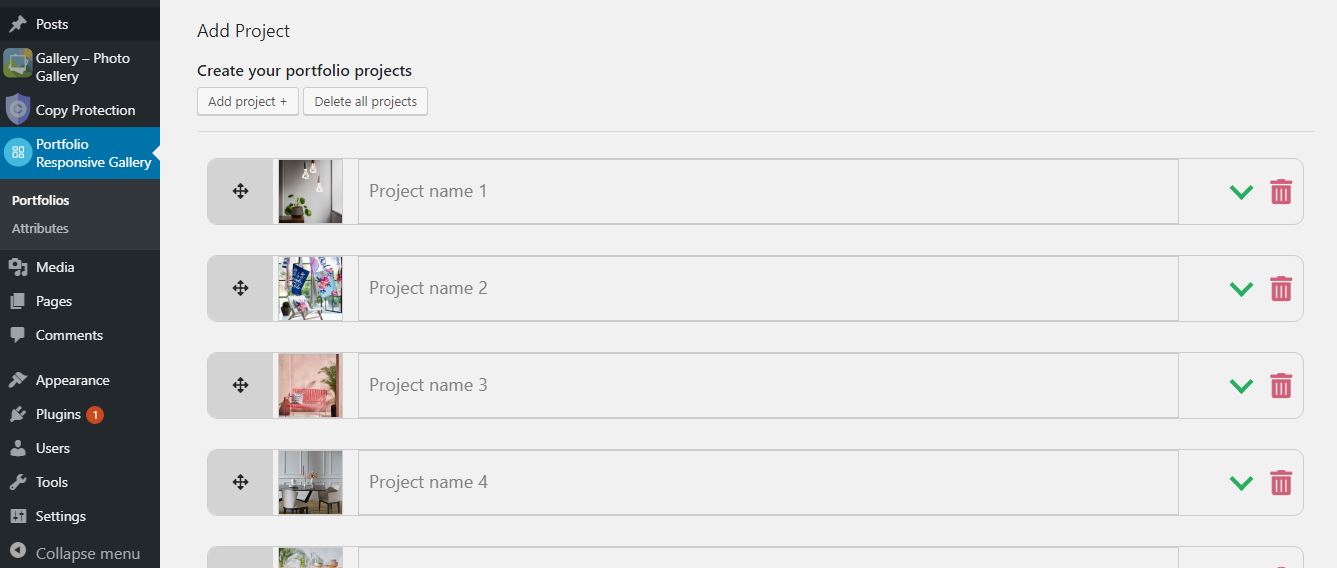 Posts
Gallery – Photo
Gallery
Copy Protection
Portfolio
Responsive Gallery
Portfolios
Attributes
Media
Pages
Comments
Appearance
Plugins 1
Users
Tools
Settings
Collapse menu
Add Project
Create your portfolio projects
Add project + Delete all projects
Project name 1
Project name 2
Project name 3
Project name 4